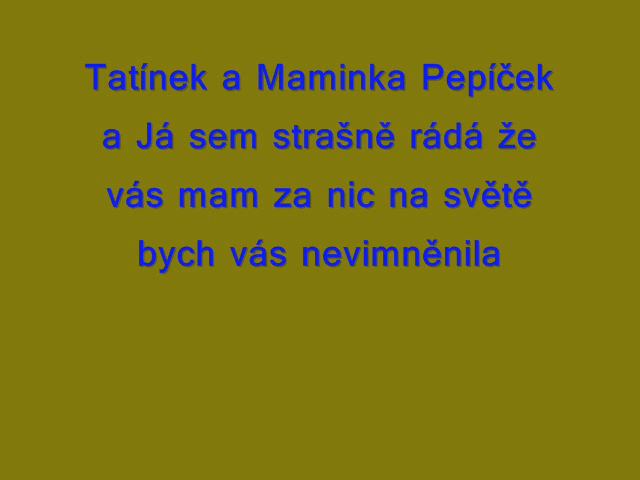 Tatínek a Maminka Pepíček
a Já sem strašně rádá že
vás mam za nic na světě
bych vás nevimněnila